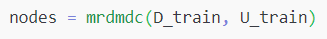 nodes = mrdmdc(D_train, U_train)